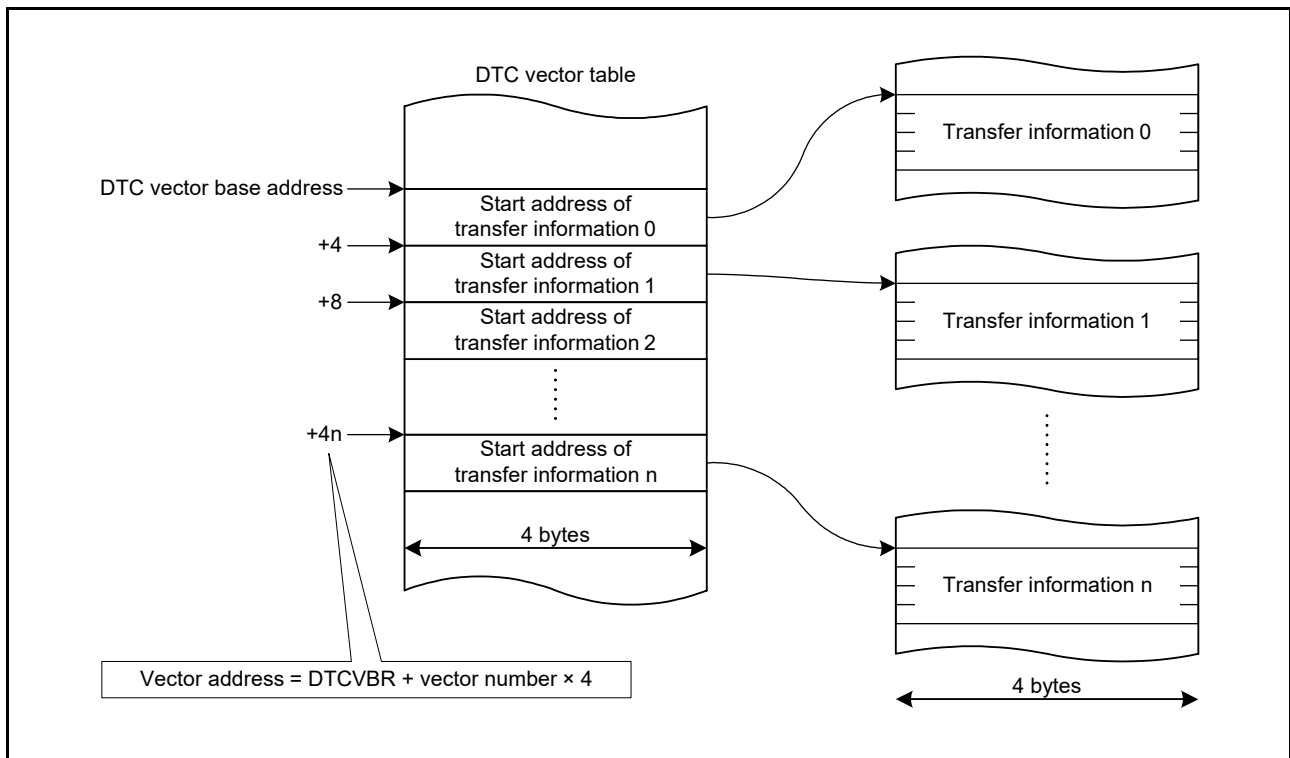 DTC vector table
DTC vector base address
Start address of
transfer information 0
+4
Start address of
transfer information 1
+8
Start address of
transfer information 2
+4n
Start address of
transfer information n
4 bytes
Vector address = DTCVBR + vector number × 4
Transfer information 0
Transfer information 1
Transfer information n
4 bytes